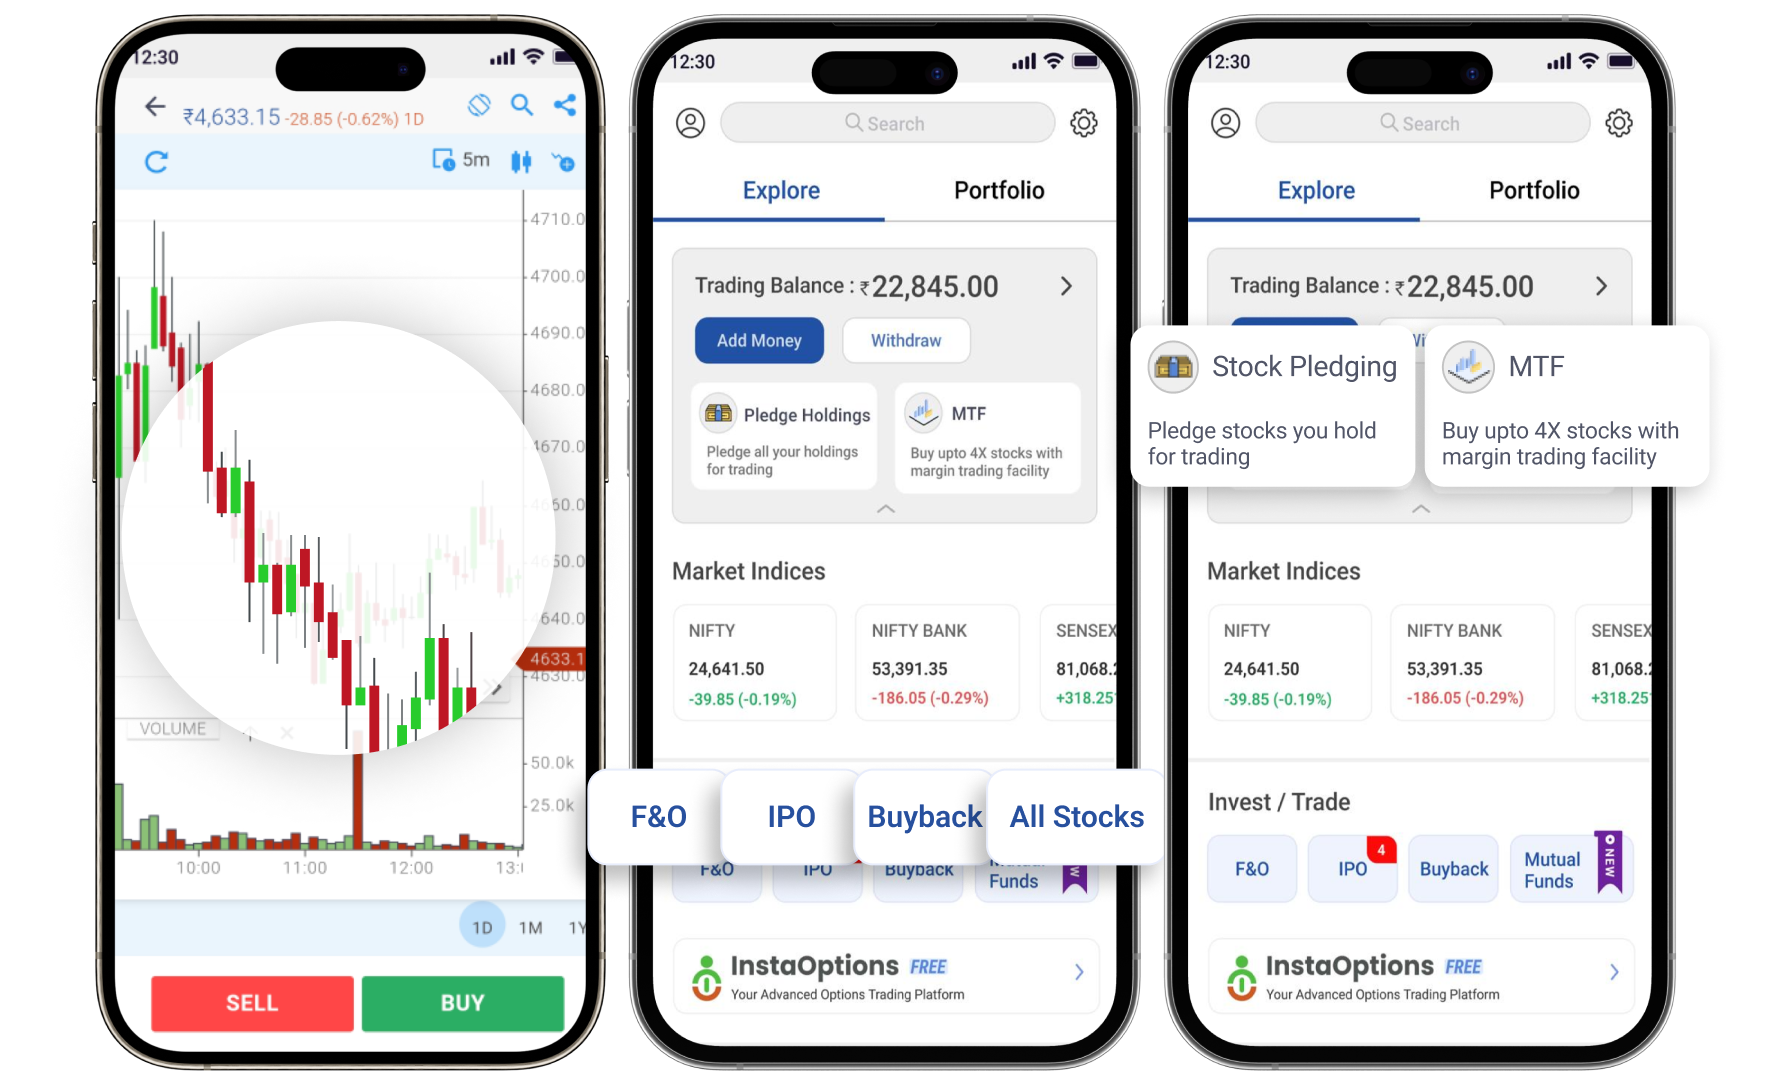 12:30
₹4,633.15 -28.85 (-0.62%) 1D
5m
4710.0
4700.0
4690.0
4680.0
4670.0
4650.0
4640.0
4633.1
4630.0
VOLUME
50.0k
25.0k
10:00 11:00 12:00 13:
1D 1M 1Y
SELL BUY
12:30
Search
Explore Portfolio
Trading Balance : ₹22,845.00
Add Money Withdraw
Pledge Holdings
Pledge all your holdings
for trading
MTF
Buy upto 4X stocks with
margin trading facility
Market Indices
NIFTY
24,641.50
-39.85 (-0.19%)
NIFTY BANK
53,391.35
-186.05 (-0.29%)
SENSEX
81,068.2
+318.25
F&O IPO Buyback All Stocks
F&O IPO Buyback Mutual
Funds
InstaOptions FREE
Your Advanced Options Trading Platform
12:30
Search
Explore Portfolio
Trading Balance : ₹22,845.00
Stock Pledging
Pledge stocks you hold
for trading
MTF
Buy upto 4X stocks with
margin trading facility
Market Indices
NIFTY
24,641.50
-39.85 (-0.19%)
NIFTY BANK
53,391.35
-186.05 (-0.29%)
SENSEX
81,068.2
+318.25
Invest / Trade
F&O
IPO
4
Buyback
Mutual
Funds
NEW
InstaOptions FREE
Your Advanced Options Trading Platform